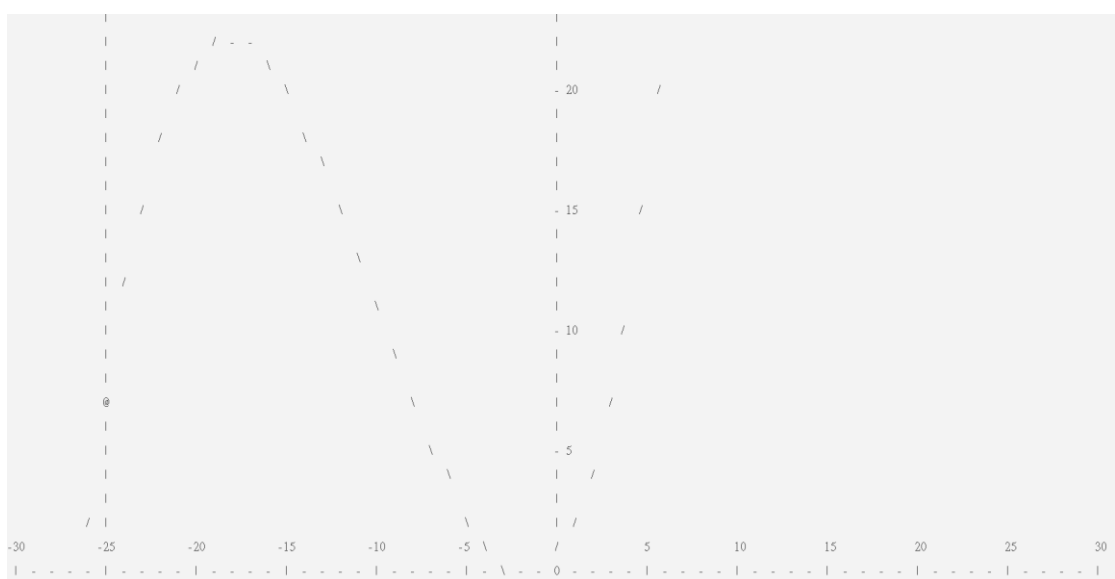 |                              |
                    / - -
|                  /      \      |
|                 /        \     - 20     /
|                                |
|               /            \   |
|                             \  |
|                                |
|    /                         \ - 15    /
|                                |
|                              \ |
|  /                             |
|                              \ |
|                                - 10   /
|                              \ |
|                                |
@                              \ |     /
|                                |
|                              \ - 5
|                              \ |    /
|                                |
/ |                            \ |   /
-30 -25 -20 -15 -10 -5 \ / 5 10 15 20 25 30
| - - - - | - - - - | - - - - | - - - - | - - - - | - - \ - - 0 - - - - | - - - - | - - - - | - - - - | - - - - | - - - - |